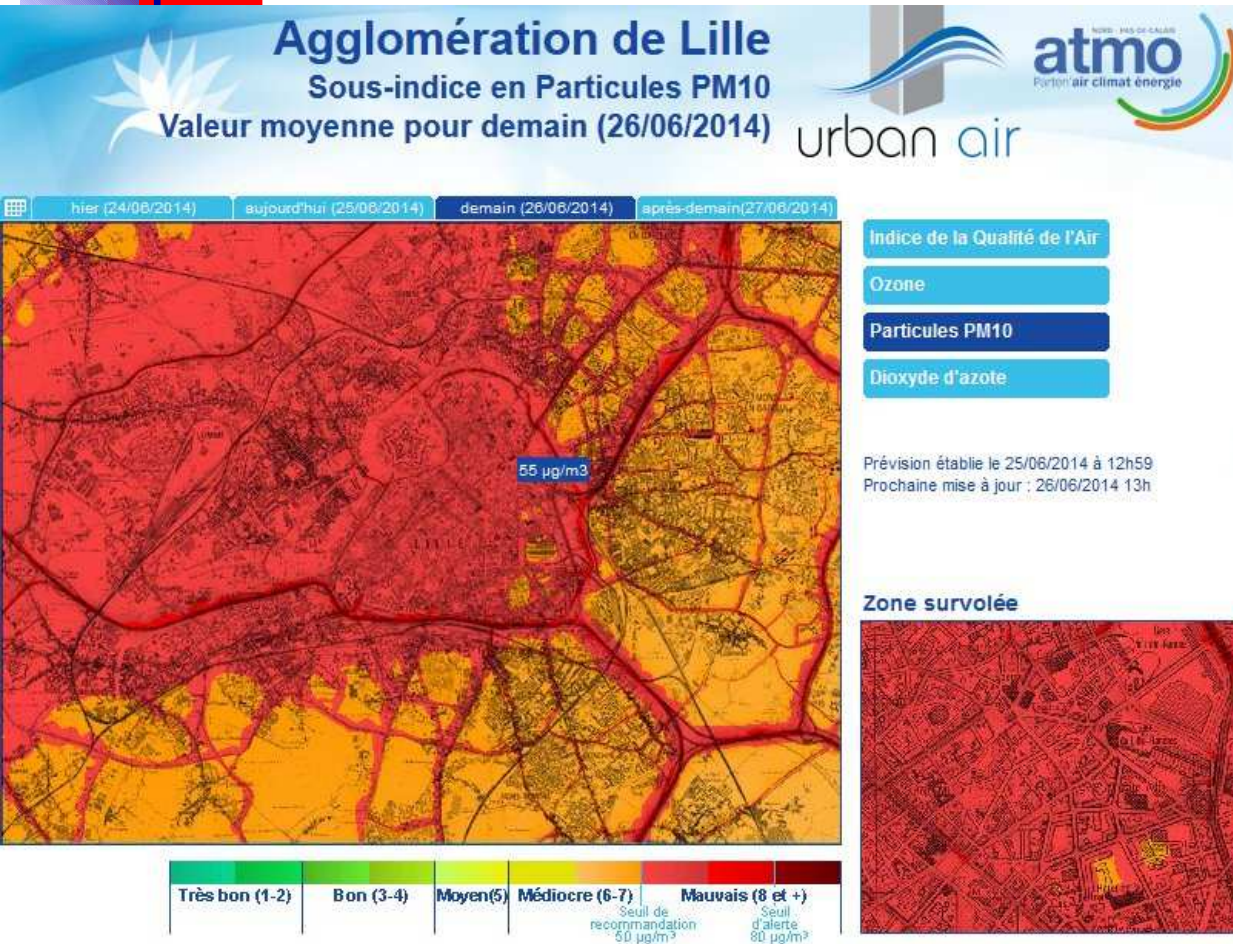 Agglomération de Lille
Sous-indice en Particules PM10
Valeur moyenne pour demain (26/06/2014)
urban air
NORD - PAS-DE-CALAIS
atmo
Parten'air climat énergie
hier (24/06/2014)
aujourd'hui (25/06/2014)
demain (26/06/2014)
après-demain(27/06/2014)
55 µg/m3
LILLE
Indice de la Qualité de l'Air
Ozone
Particules PM10
Dioxyde d'azote
Prévision établie le 25/06/2014 à 12h59
Prochaine mise à jour : 26/06/2014 13h
Zone survolée
Très bon (1-2)
Bon (3-4)
Moyen(5)
Médiocre (6-7)
Mauvais (8 et +)
Seuil de
recommandation
50 µg/m³
Seuil
d'alerte
80 µg/m³